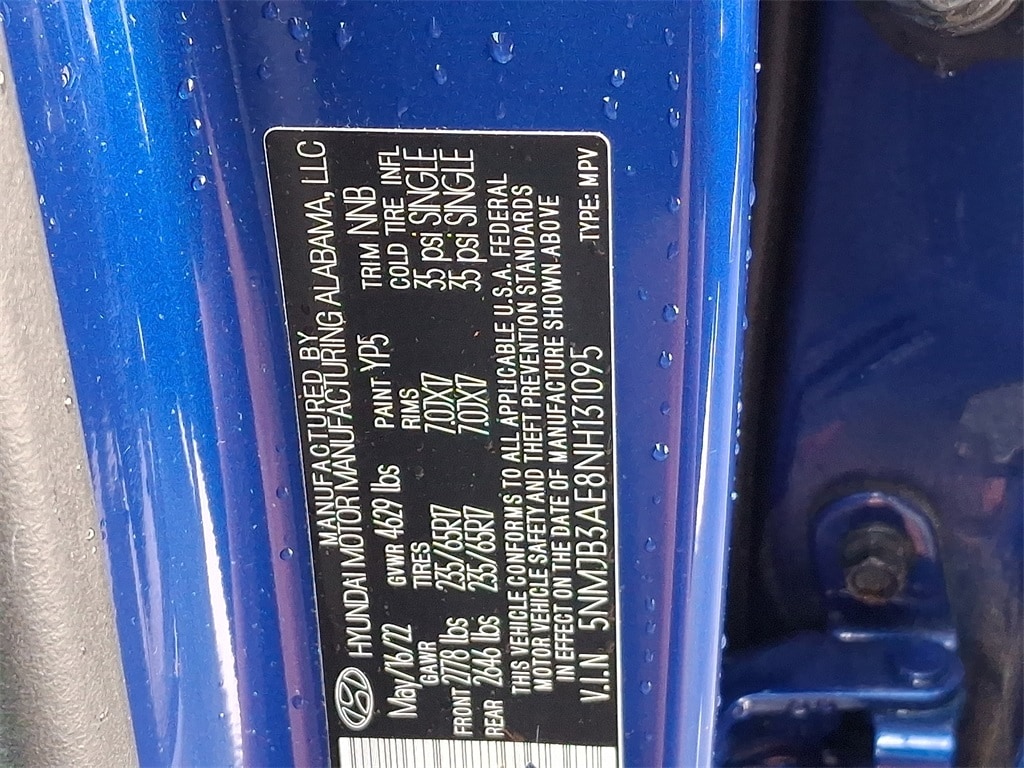 MANUFACTURED BY
HYUNDAI MOTOR MANUFACTURING ALABAMA, LLC
May/16/22 GVWR 4629 lbs PAINT YP5 TRIM NNB
GAWR TIRES RIMS COLD TIRE INFL
FRONT 2778 lbs 235/65R17 7.0JX17 35 psi SINGLE
REAR 2646 lbs 235/65R17 7.0JX17 35 psi SINGLE
THIS VEHICLE CONFORMS TO ALL APPLICABLE U.S.A. FEDERAL
MOTOR VEHICLE SAFETY AND THEFT PREVENTION STANDARDS
IN EFFECT ON THE DATE OF MANUFACTURE SHOWN ABOVE
V.I.N 5NMJB3AE8NH131095 TYPE: MPV